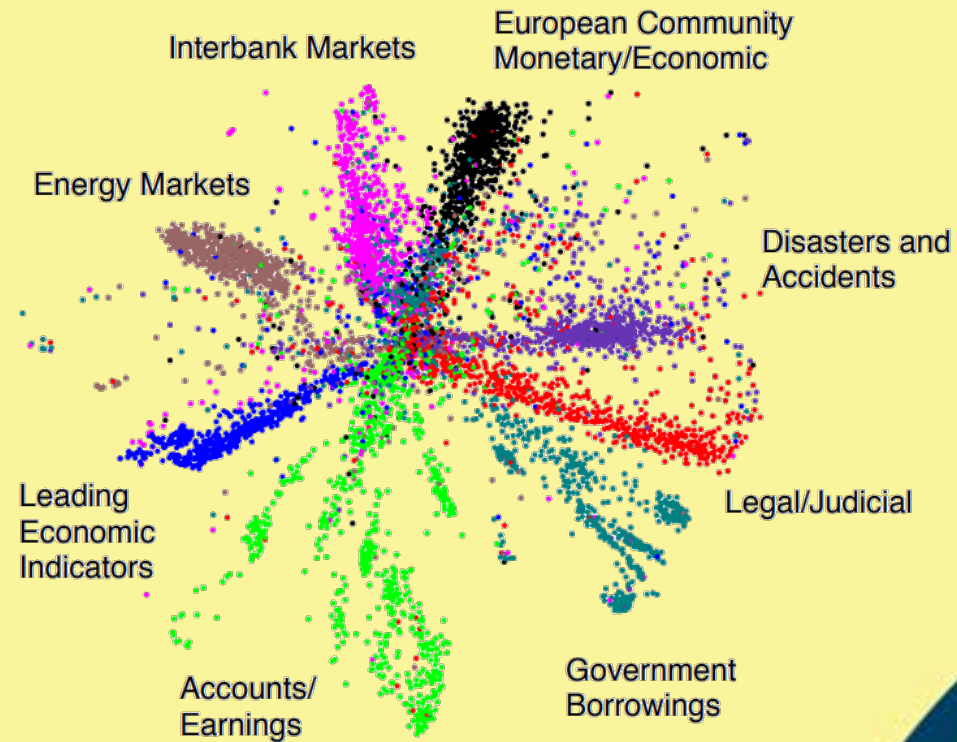 European Community
Monetary/Economic
Interbank Markets
Energy Markets
Disasters and
Accidents
Leading
Economic
Indicators
Legal/Judicial
Accounts/
Earnings
Government
Borrowings